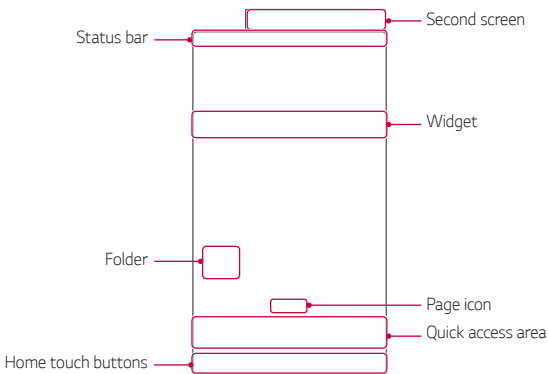 Second screen
Status bar
Widget
Folder
Page icon
Quick access area
Home touch buttons